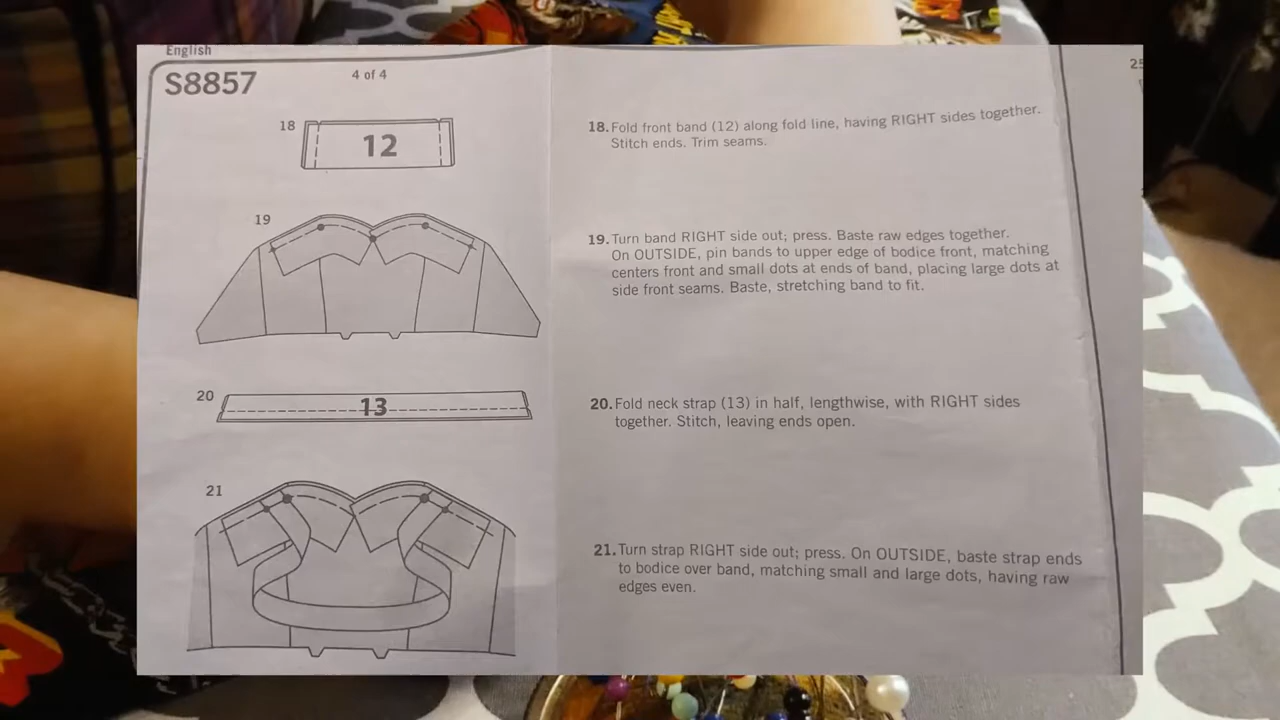 English
S8857
4 of 4
18
12
18. Fold front band (12) along fold line, having RIGHT sides together.
Stitch ends. Trim seams.
19
19. Turn band RIGHT side out; press. Baste raw edges together.
On OUTSIDE, pin bands to upper edge of bodice front, matching
centers front and small dots at ends of band, placing large dots at
side front seams. Baste, stretching band to fit.
20
13
20. Fold neck strap (13) in half, lengthwise, with RIGHT sides
together. Stitch, leaving ends open.
21
21. Turn strap RIGHT side out; press. On OUTSIDE, baste strap ends
to bodice over band, matching small and large dots, having raw
edges even.